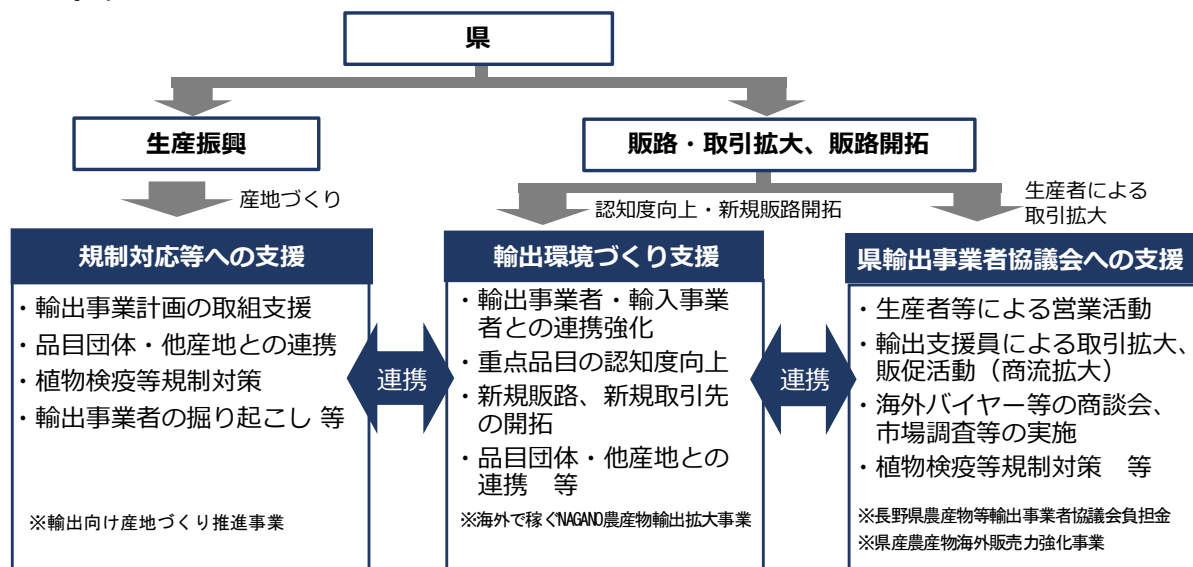 県
生産振興
販路・取引拡大、販路開拓
産地づくり
認知度向上・新規販路開拓
生産者による
取引拡大
規制対応等への支援
・輸出事業計画の取組支援
・品目団体・他産地との連携
・植物検疫等規制対策
・輸出事業者の掘り起こし 等
※輸出向け産地づくり推進事業
連携
輸出環境づくり支援
・輸出事業者・輸入事業
者との連携強化
・重点品目の認知度向上
・新規販路、新規取引先
の開拓
・品目団体・他産地との
連携　等
※海外で稼ぐNAGANO農産物輸出拡大事業
連携
県輸出事業者協議会への支援
・生産者等による営業活動
・輸出支援員による取引拡大、
販促活動（商流拡大）
・海外バイヤー等の商談会、
市場調査等の実施
・植物検疫等規制対策　等
※長野県農産物等輸出事業者協議会負担金
※県産農産物海外販売力強化事業